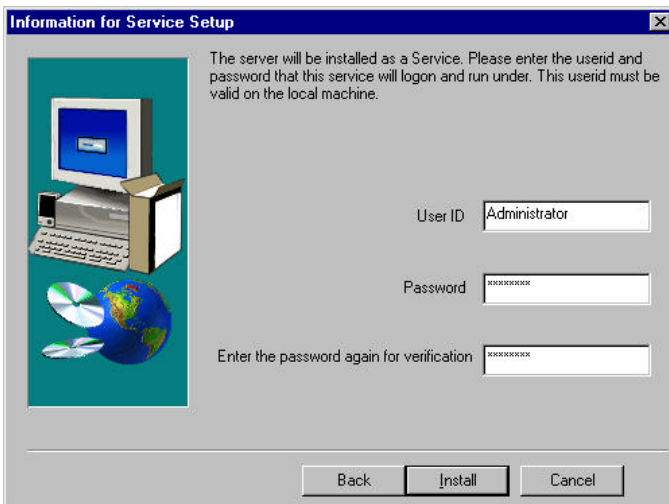 Information for Service Setup
The server will be installed as a Service. Please enter the userid and
password that this service will logon and run under. This userid must be
valid on the local machine.
User ID
Administrator
Password
xxxxxxxx
Enter the password again for verification
xxxxxxxx
Back
Install
Cancel